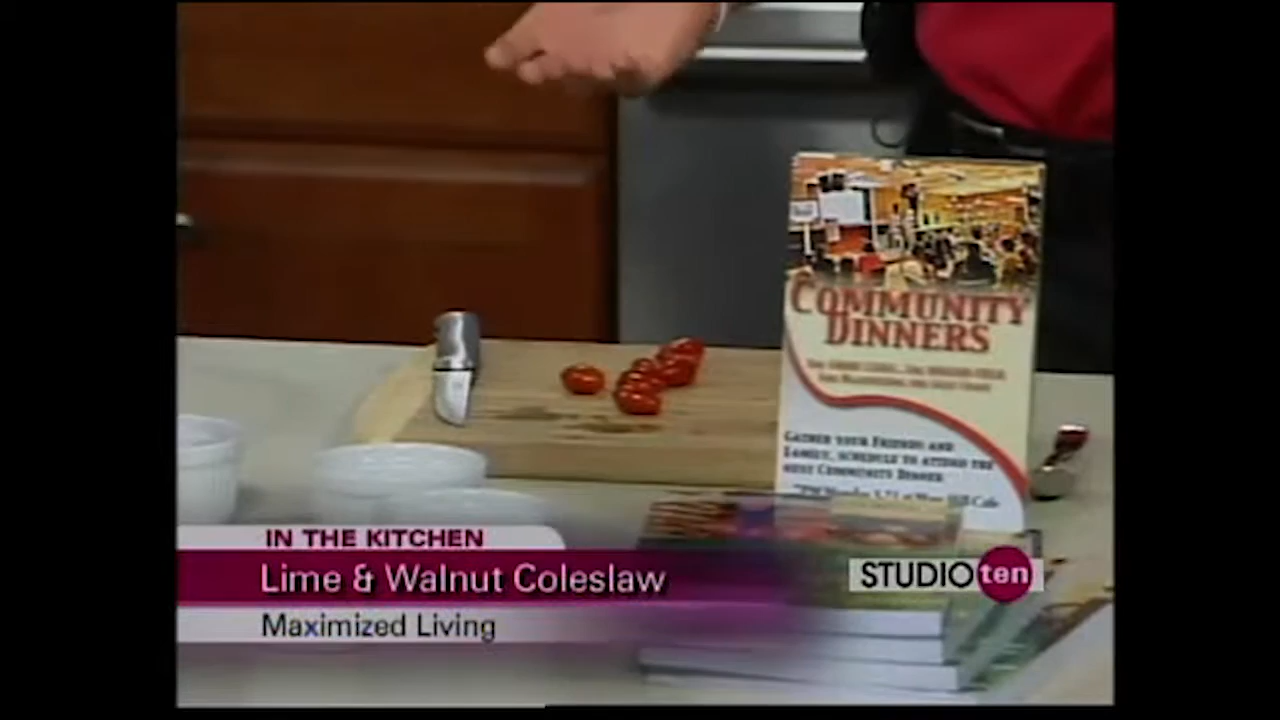 COMMUNITY
DINNERS
GATHER YOUR FRIENDS AND
FAMILY, SCHEDULE TO ATTEND THE
NEXT COMMUNITY DINNER
IN THE KITCHEN
Lime & Walnut Coleslaw
STUDIO ten
Maximized Living